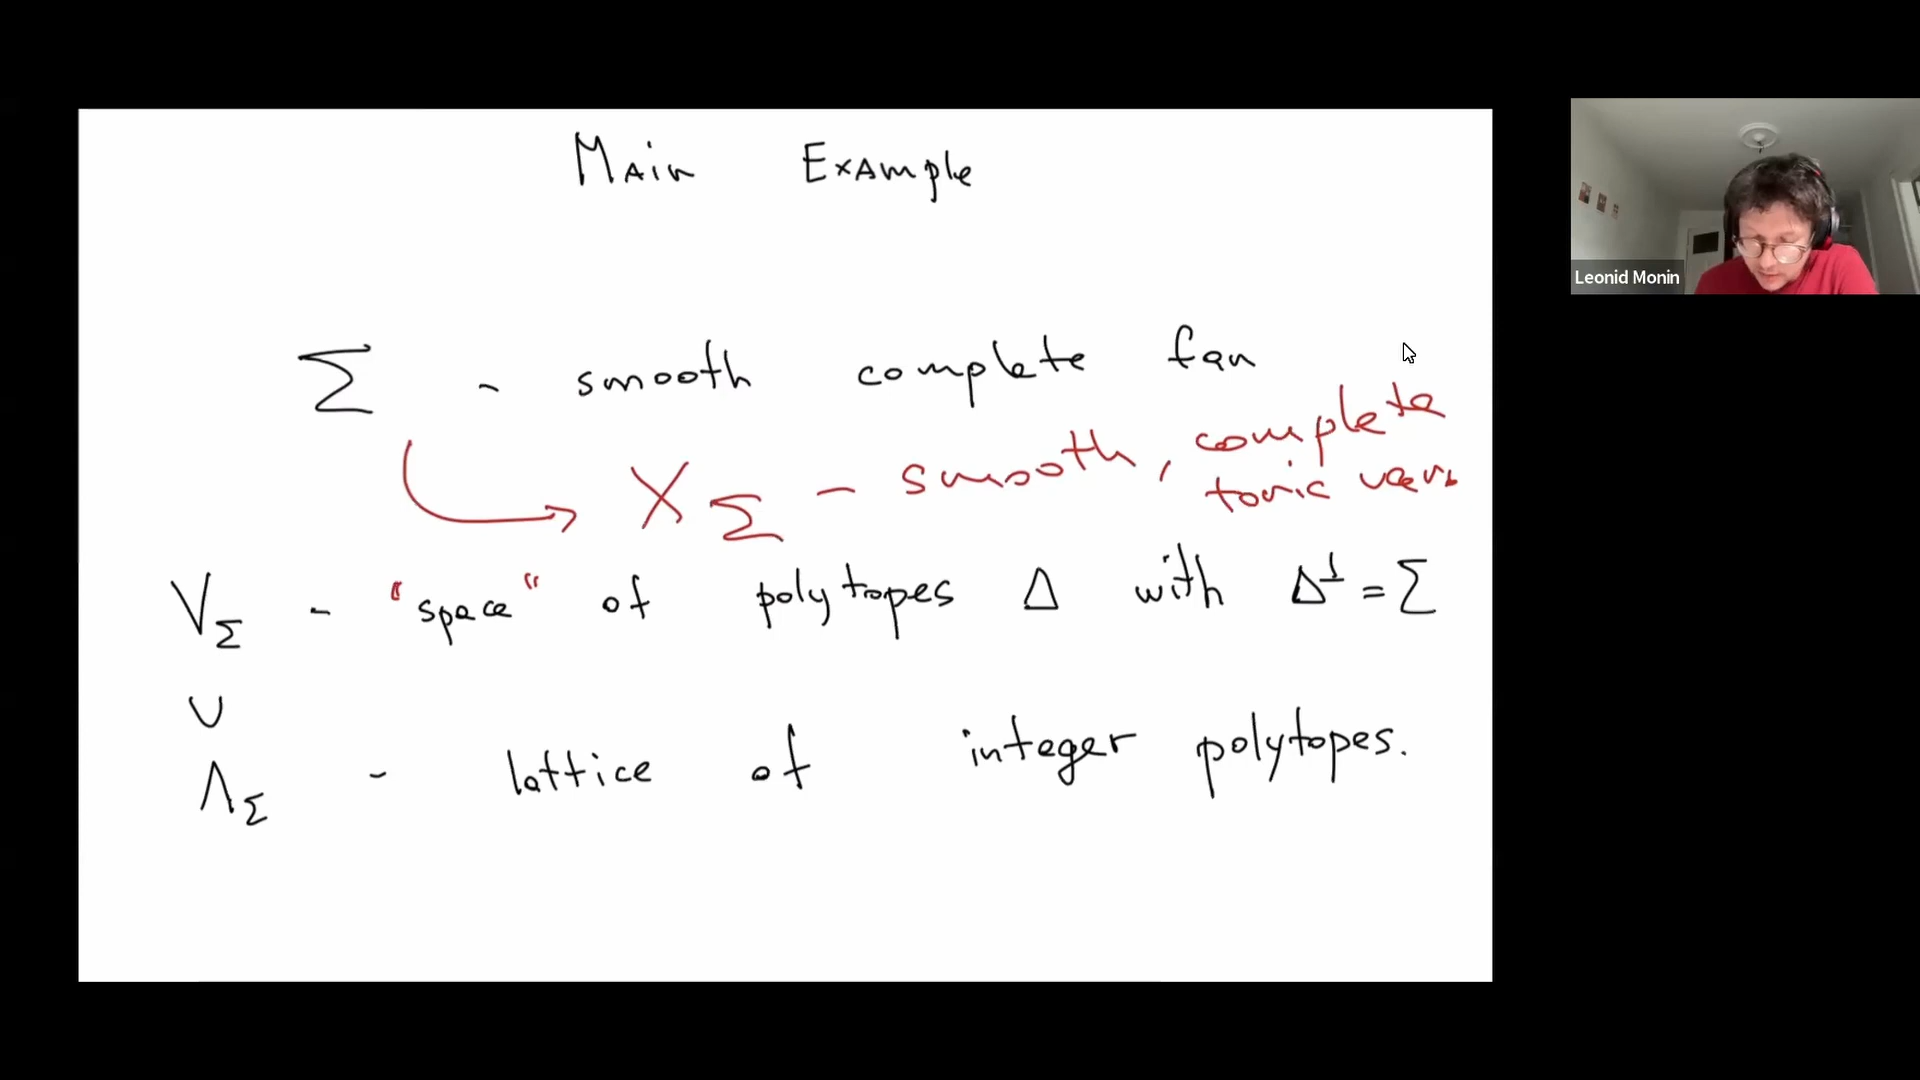 Main Example
Σ - smooth complete fan
X_Σ - smooth, complete
toric
V_Σ - "space" of polytopes Δ with Δ^⊥ = Σ
∪
Λ_Σ - lattice of integer polytopes.
Leonid Monin